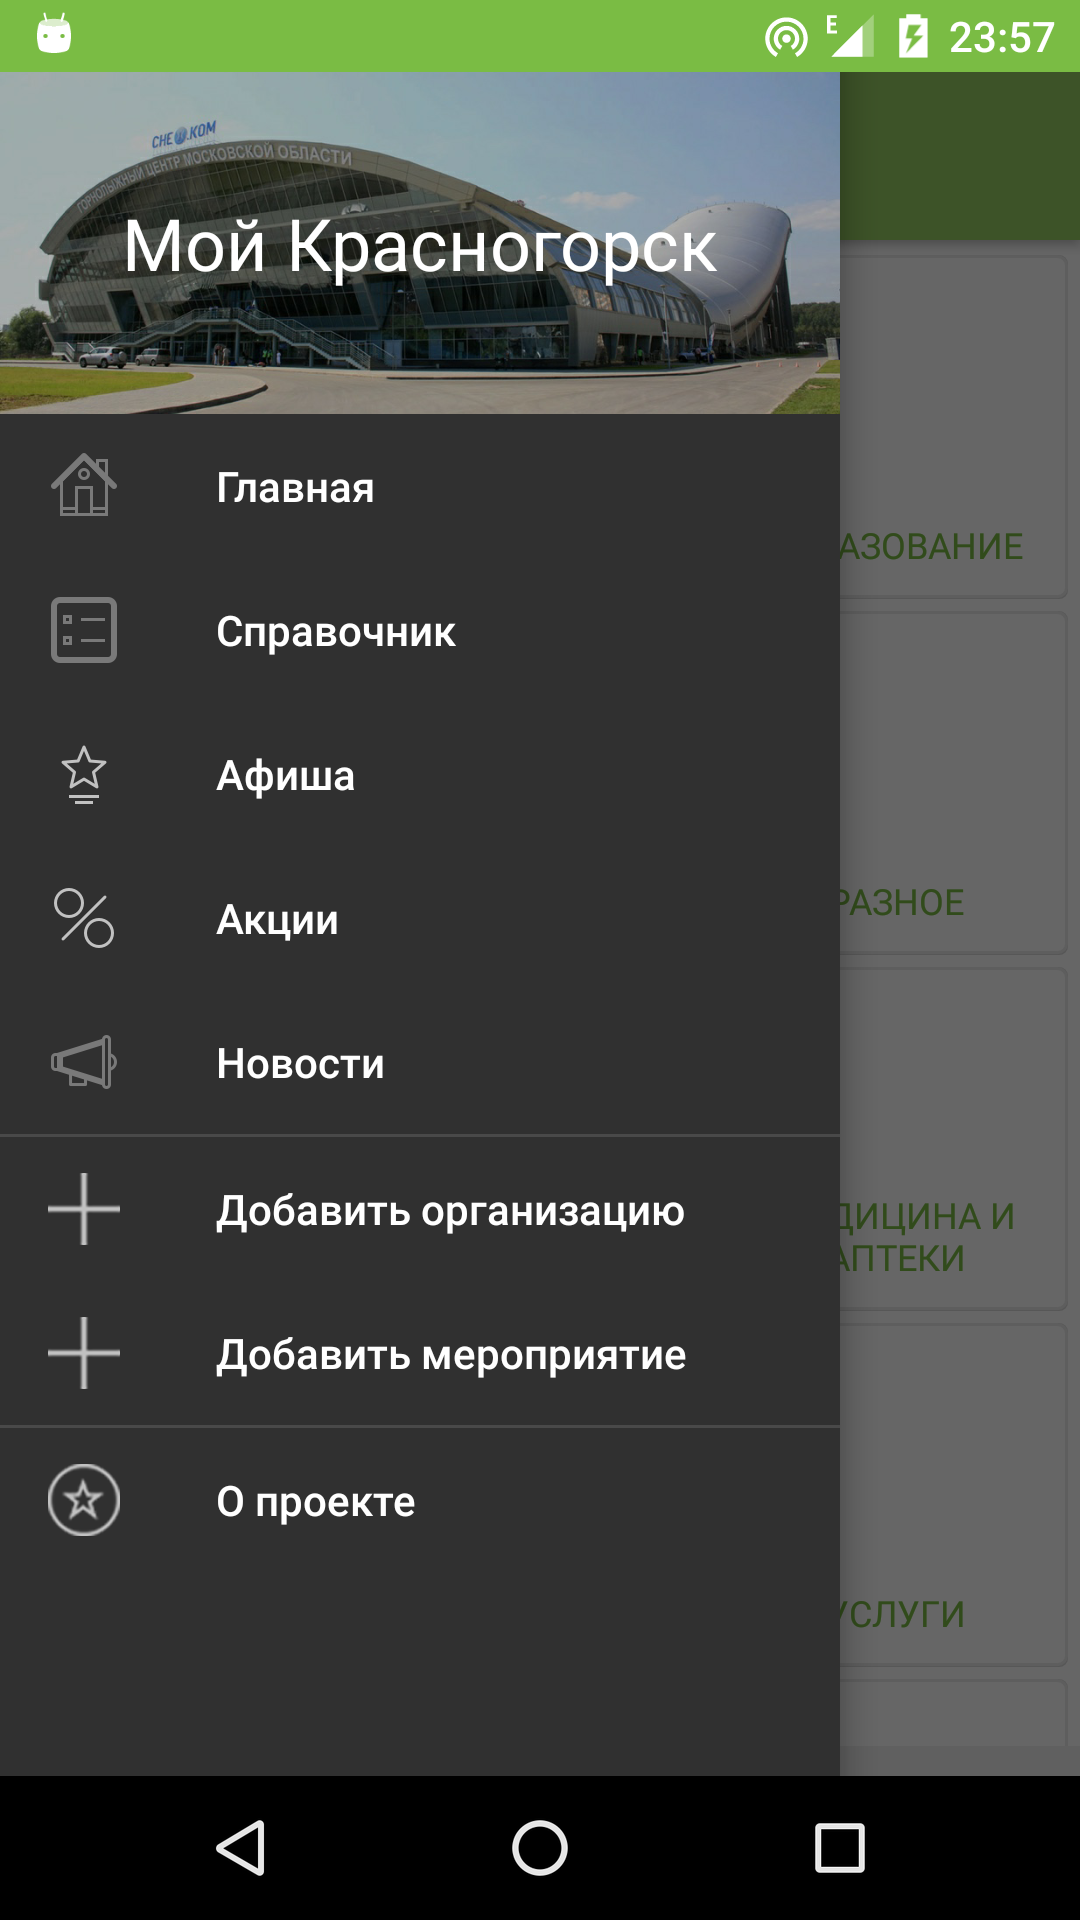 E 23:57
СНЕЖ.КОМ
ГОРНОЛЫЖНЫЙ ЦЕНТР МОСКОВСКОЙ ОБЛАСТИ
Мой Красногорск
Главная
АЗОВАНИЕ
Справочник
Афиша
Акции
РАЗНОЕ
Новости
Добавить организацию
ДИЦИНА И
АПТЕКИ
Добавить мероприятие
О проекте
УСЛУГИ